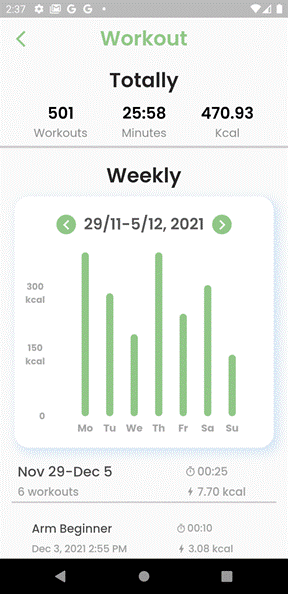 2:37
Workout
Totally
501 25:58 470.93
Workouts Minutes Kcal
Weekly
29/11-5/12, 2021
300
kcal
150
kcal
0
Mo Tu We Th Fr Sa Su
Nov 29-Dec 5 00:25
6 workouts 7.70 kcal
Arm Beginner 00:10
Dec 3, 2021 2:55 PM 3.08 kcal